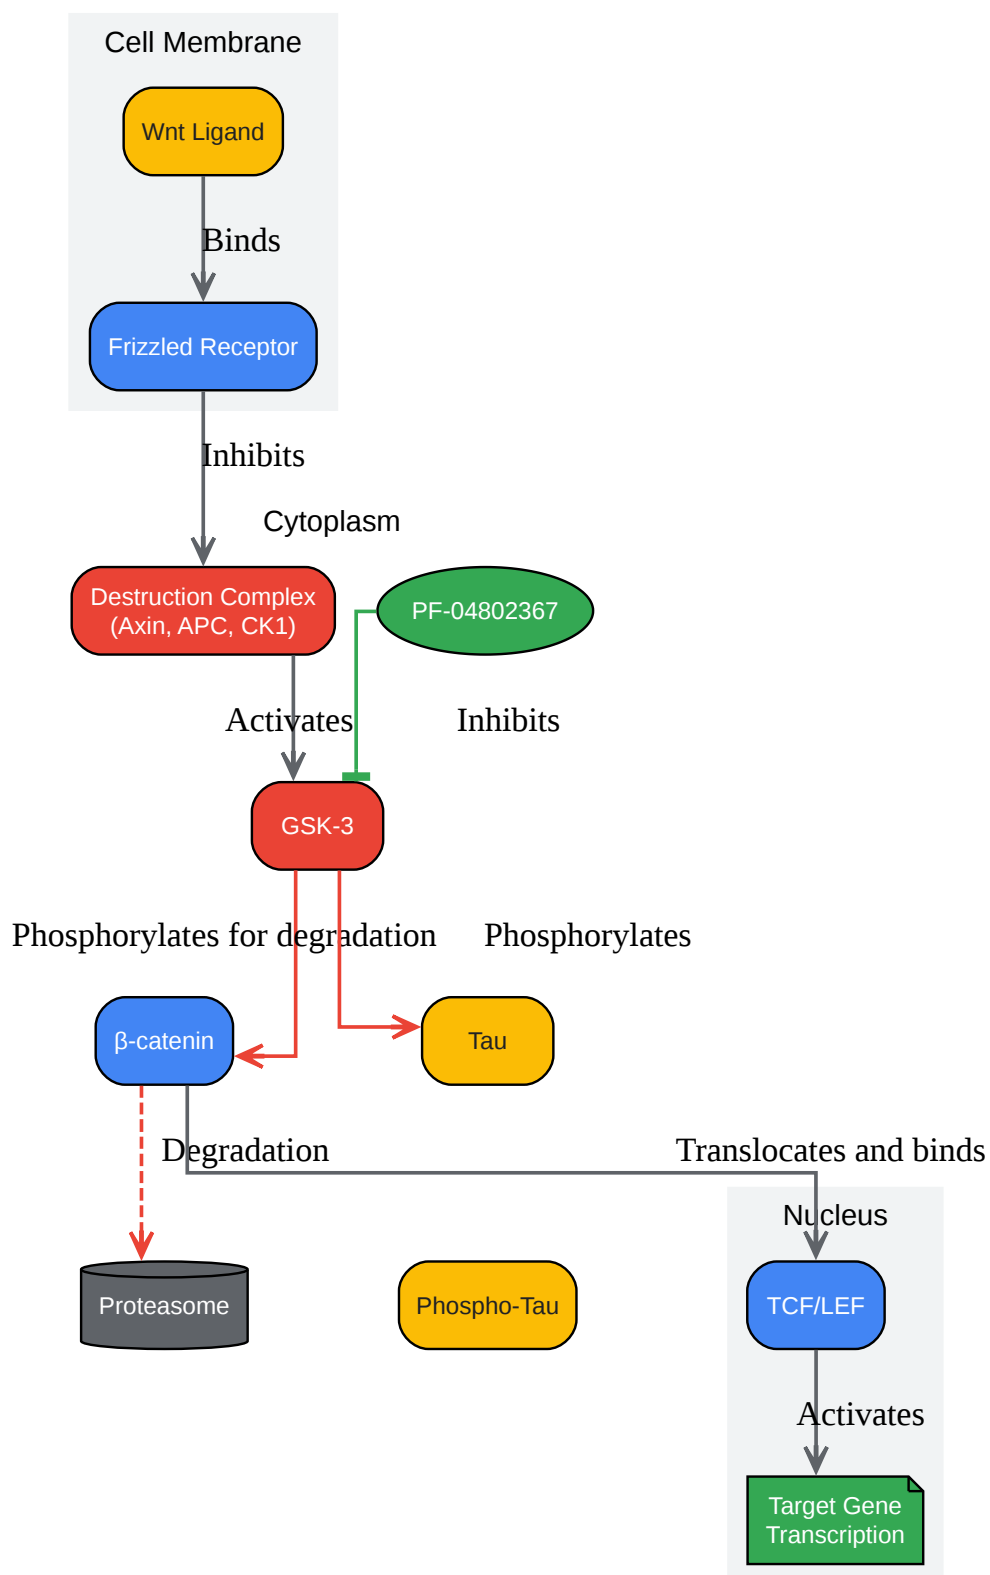 Cell Membrane
Wnt Ligand
Binds
Frizzled Receptor
Inhibits
Cytoplasm
Destruction Complex
(Axin, APC, CK1)
PF-04802367
Activates
Inhibits
GSK-3
Phosphorylates for degradation
Phosphorylates
β-catenin
Tau
Degradation
Translocates and binds
Nucleus
Proteasome
Phospho-Tau
TCF/LEF
Activates
Target Gene
Transcription